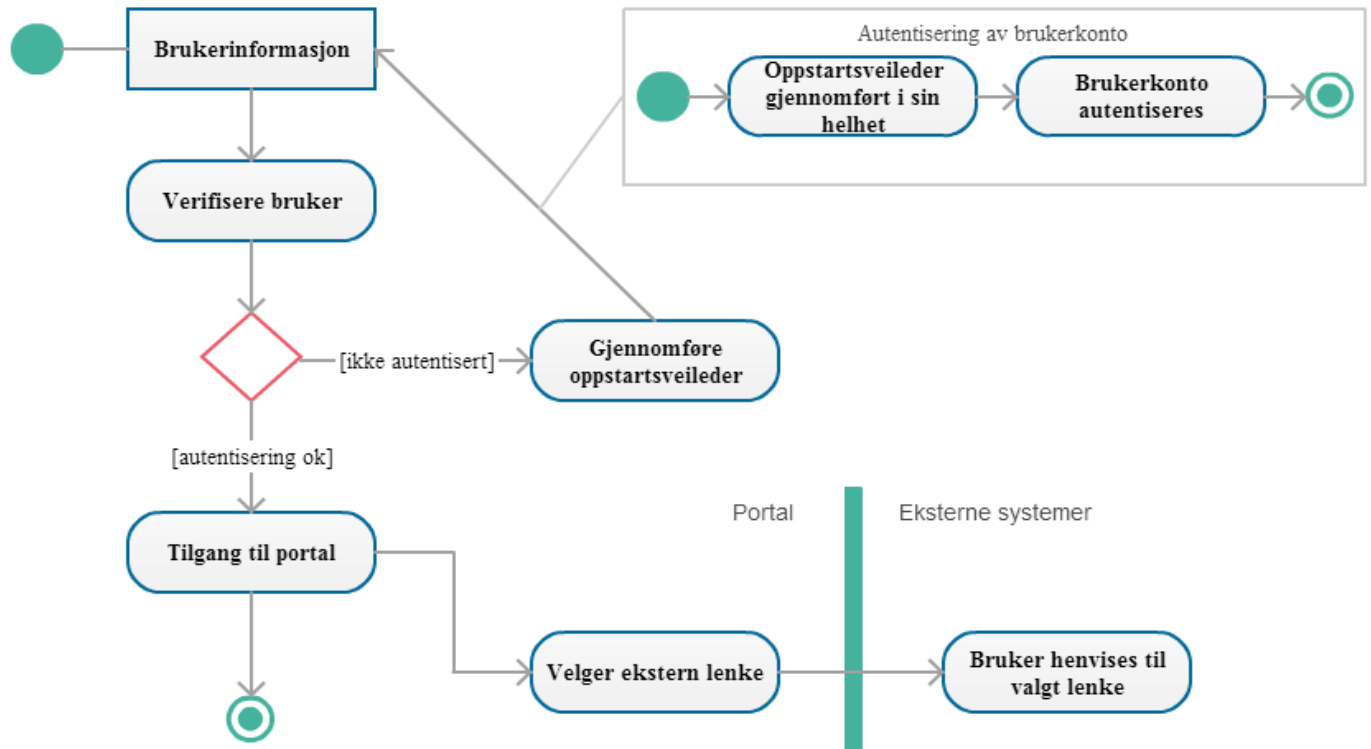 Brukerinformasjon
Autentisering av brukerkonto
Oppstartsveileder
gjennomført i sin
helhet
Brukerkonto
autentiseres
Verifisere bruker
[ikke autentisert]
Gjennomføre
oppstartsveileder
[autentisering ok]
Portal
Eksterne systemer
Tilgang til portal
Velger ekstern lenke
Bruker henvises til
valgt lenke